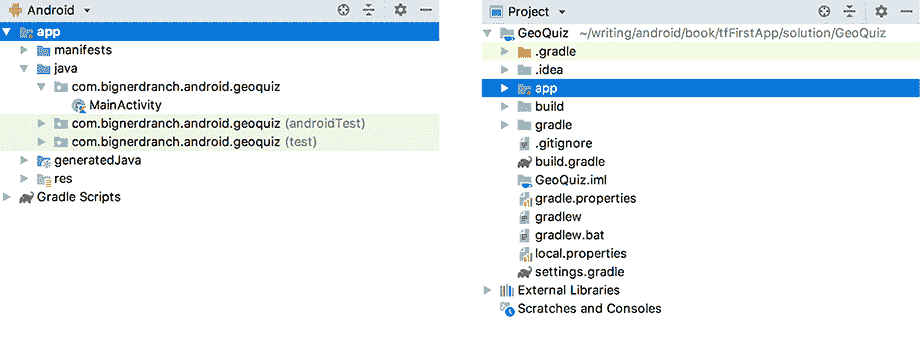 Android
app
manifests
java
com.bignerdranch.android.geoquiz
MainActivity
com.bignerdranch.android.geoquiz (androidTest)
com.bignerdranch.android.geoquiz (test)
generatedJava
res
Gradle Scripts
Project
GeoQuiz ~/writing/android/book/tfFirstApp/solution/GeoQuiz
.gradle
.idea
app
build
gradle
.gitignore
build.gradle
GeoQuiz.iml
gradle.properties
gradlew
gradlew.bat
local.properties
settings.gradle
External Libraries
Scratches and Consoles